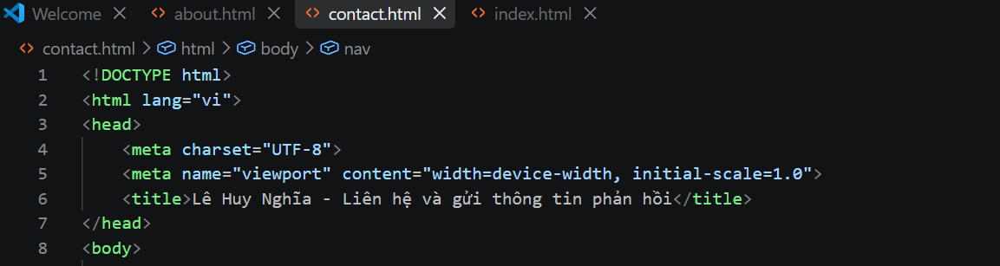 Welcome about.html contact.html index.html
contact.html > html > body > nav
1 <!DOCTYPE html>
2 <html lang="vi">
3 <head>
4 <meta charset="UTF-8">
5 <meta name="viewport" content="width=device-width, initial-scale=1.0">
6 <title>Lê Huy Nghĩa - Liên hệ và gửi thông tin phản hồi</title>
7 </head>
8 <body>